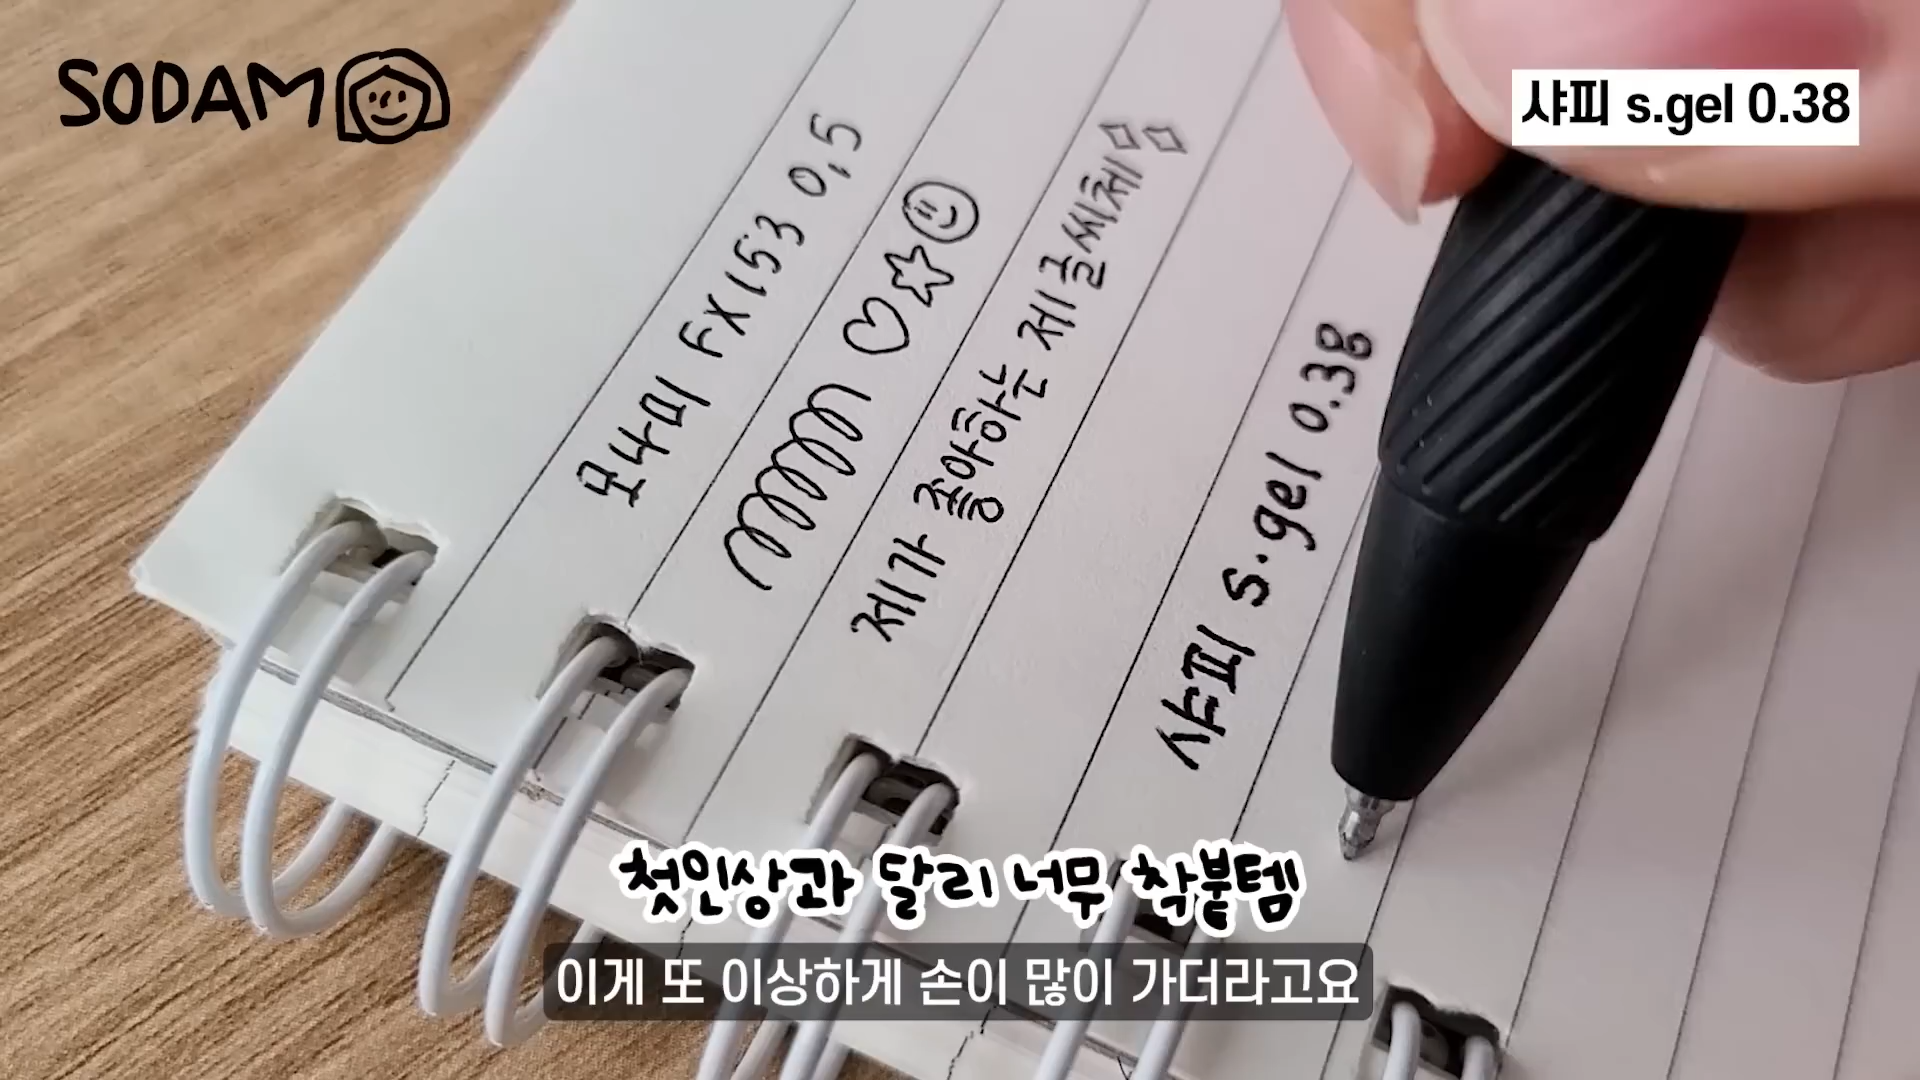 SODAM
샤피 s.gel 0.38
모나미 FX153 0,5
제가 좋아하는 제 글씨체
샤피 s.gel 0.38
첫인상과 달리 너무 착붙템
이게 또 이상하게 손이 많이 가더라고요